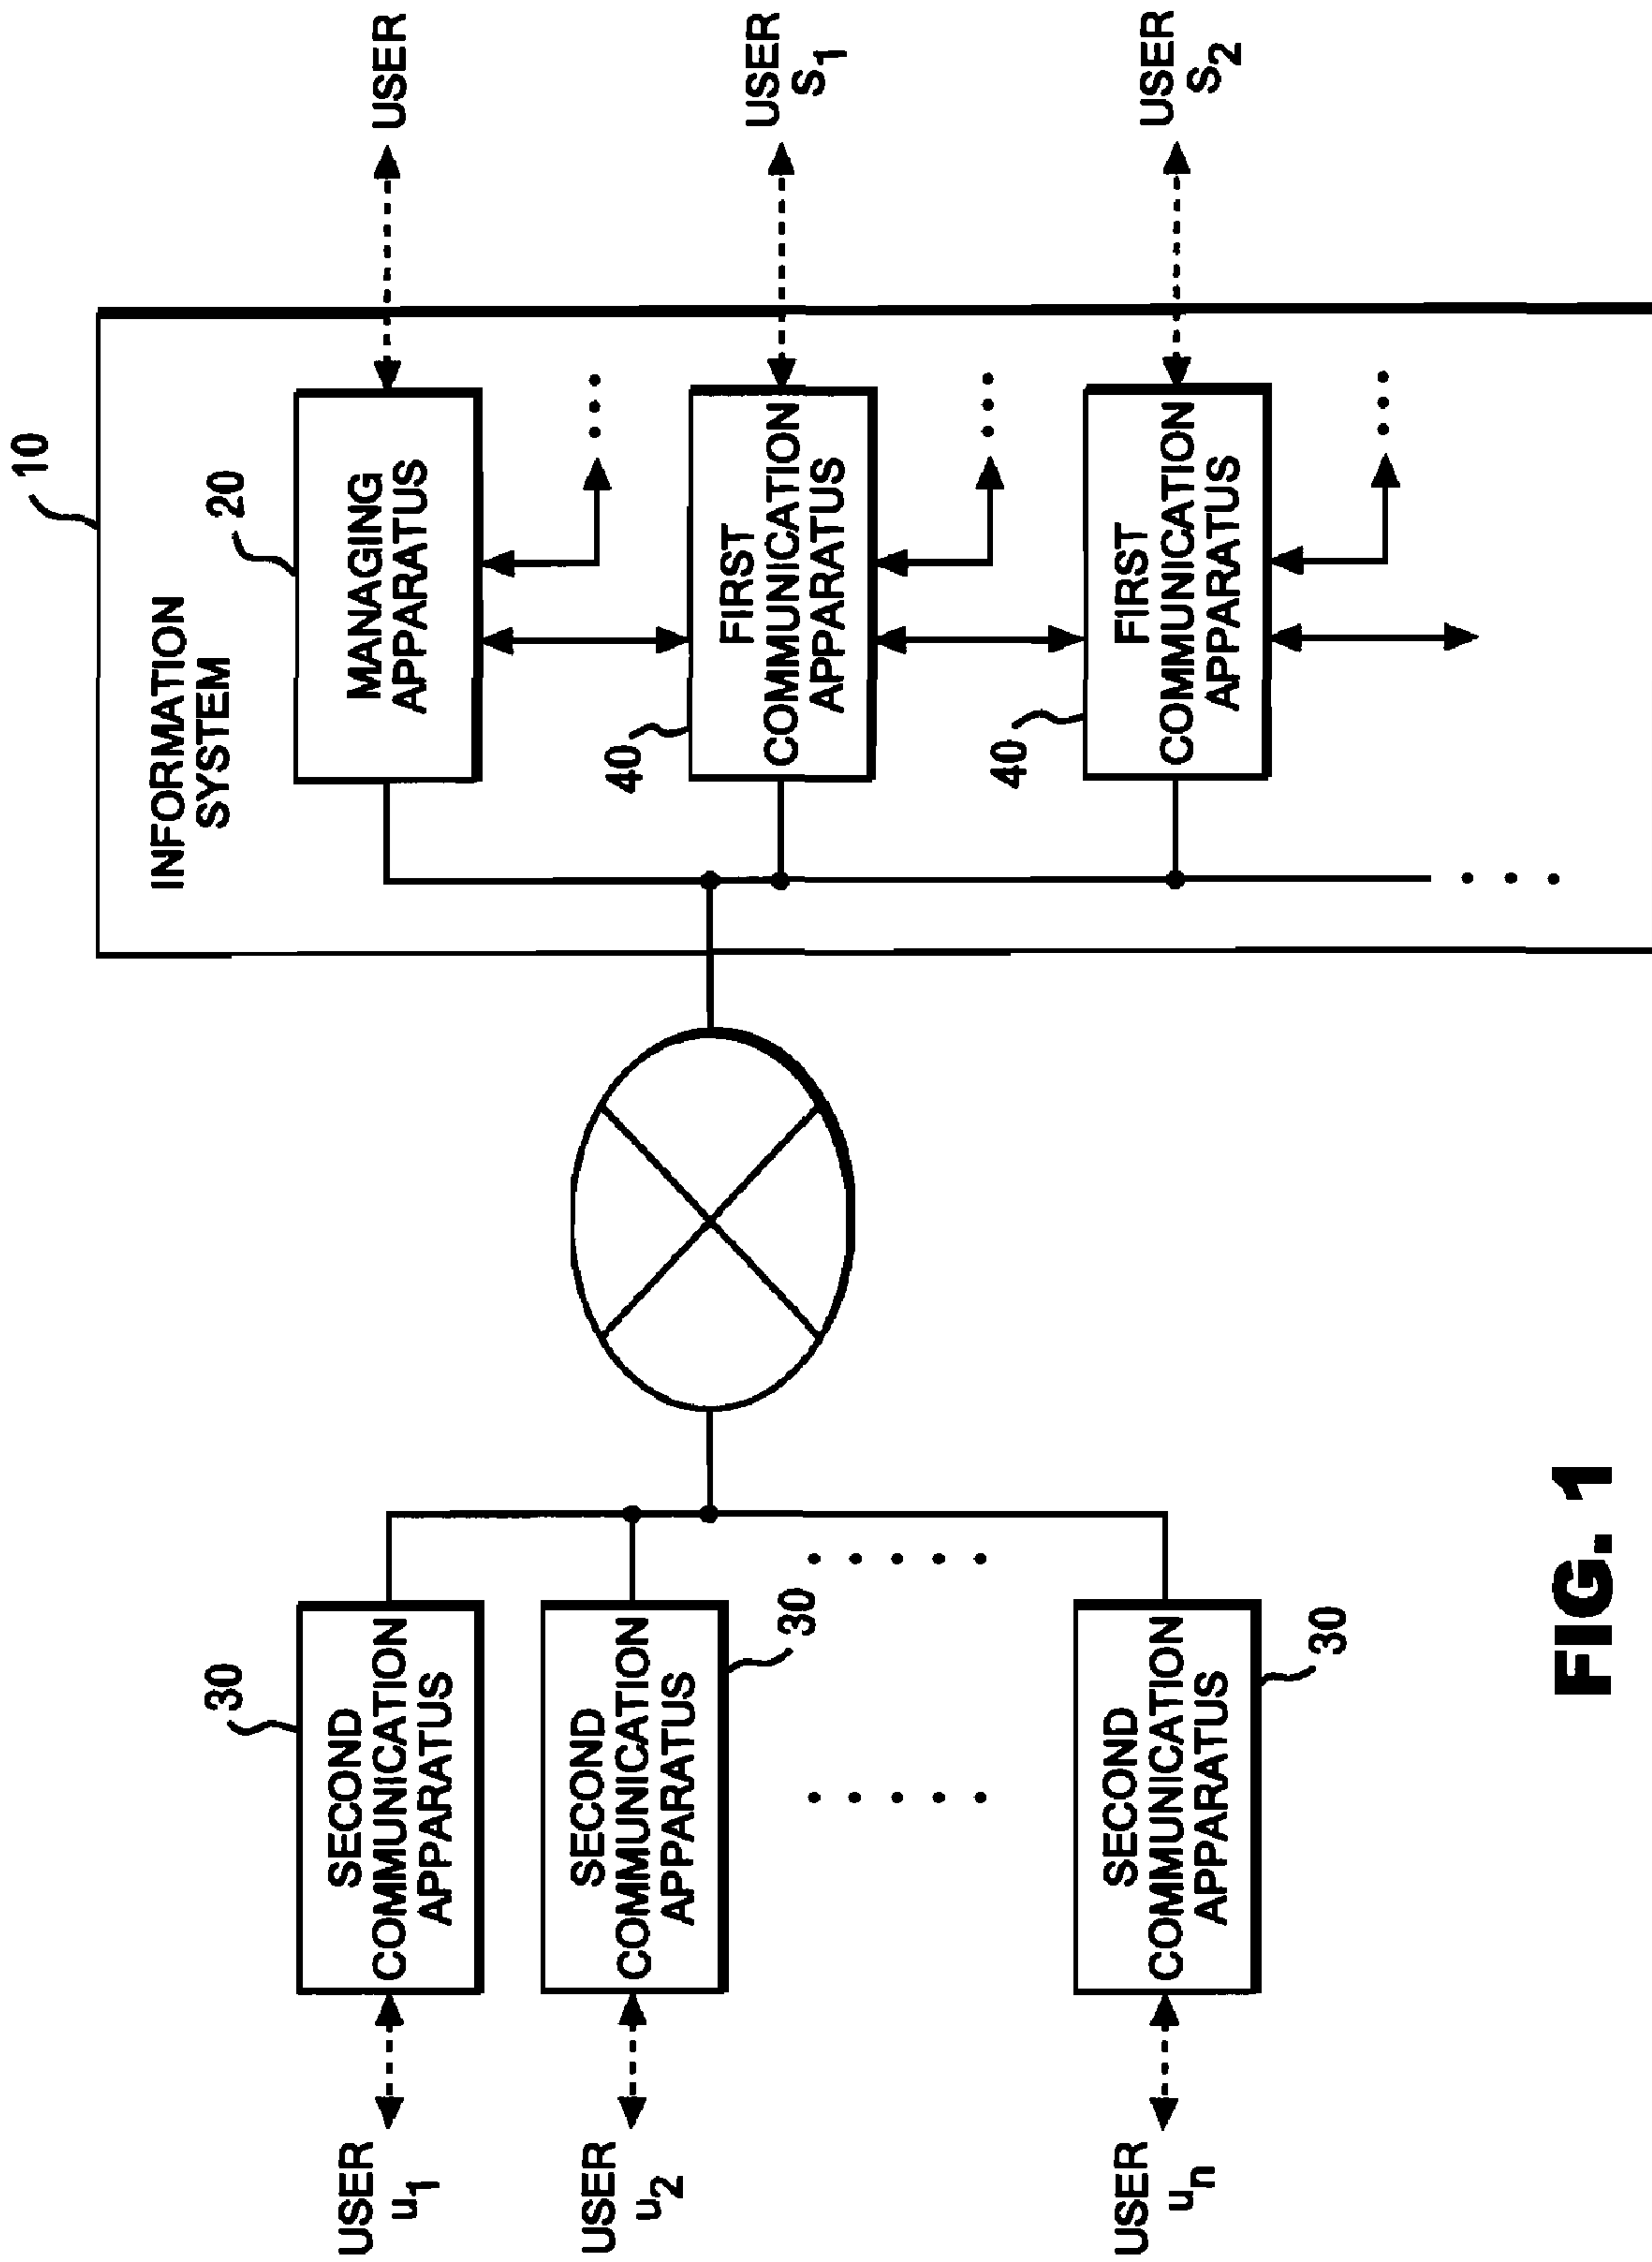 10
INFORMATION
SYSTEM
20
MANAGING
APPARATUS
USER
40
FIRST
COMMUNICATION
APPARATUS
USER
S1
40
FIRST
COMMUNICATION
APPARATUS
USER
S2
30
SECOND
COMMUNICATION
APPARATUS
USER
u1
30
SECOND
COMMUNICATION
APPARATUS
USER
u2
30
SECOND
COMMUNICATION
APPARATUS
USER
un
FIG. 1